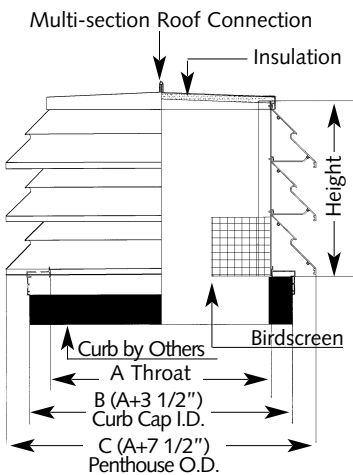 Multi-section Roof Connection
Insulation
Height
Birdscreen
Curb by Others
A Throat
B (A+3 1/2")
Curb Cap I.D.
C (A+7 1/2")
Penthouse O.D.